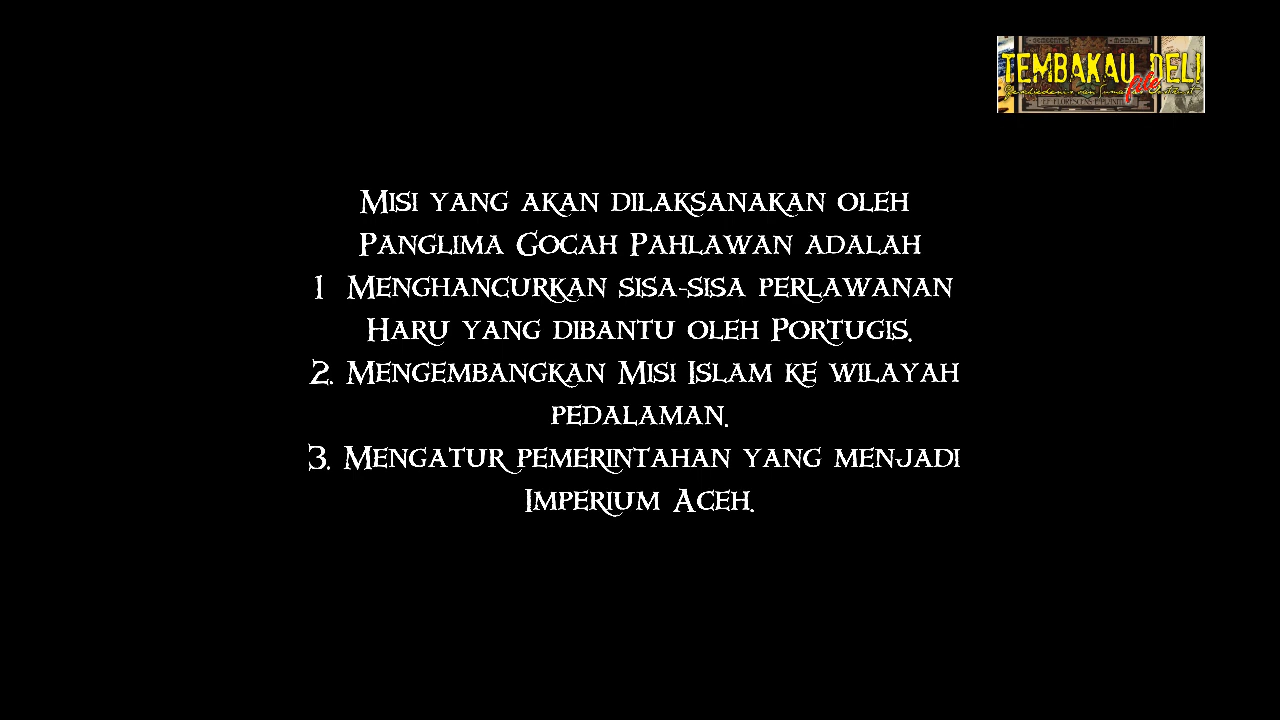 TEMBAKAU DELI
file
Misi yang akan dilaksanakan oleh
Panglima Gocah Pahlawan adalah
1 Menghancurkan sisa-sisa perlawanan
Haru yang dibantu oleh Portugis.
2. Mengembangkan Misi Islam ke wilayah
pedalaman.
3. Mengatur pemerintahan yang menjadi
Imperium Aceh.